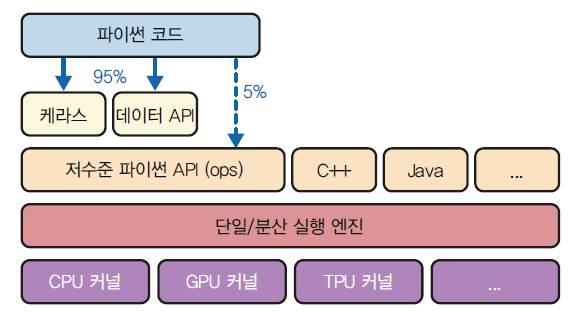 파이썬 코드
95%
5%
케라스
데이터 API
저수준 파이썬 API (ops)
C++
Java
...
단일/분산 실행 엔진
CPU 커널
GPU 커널
TPU 커널
...